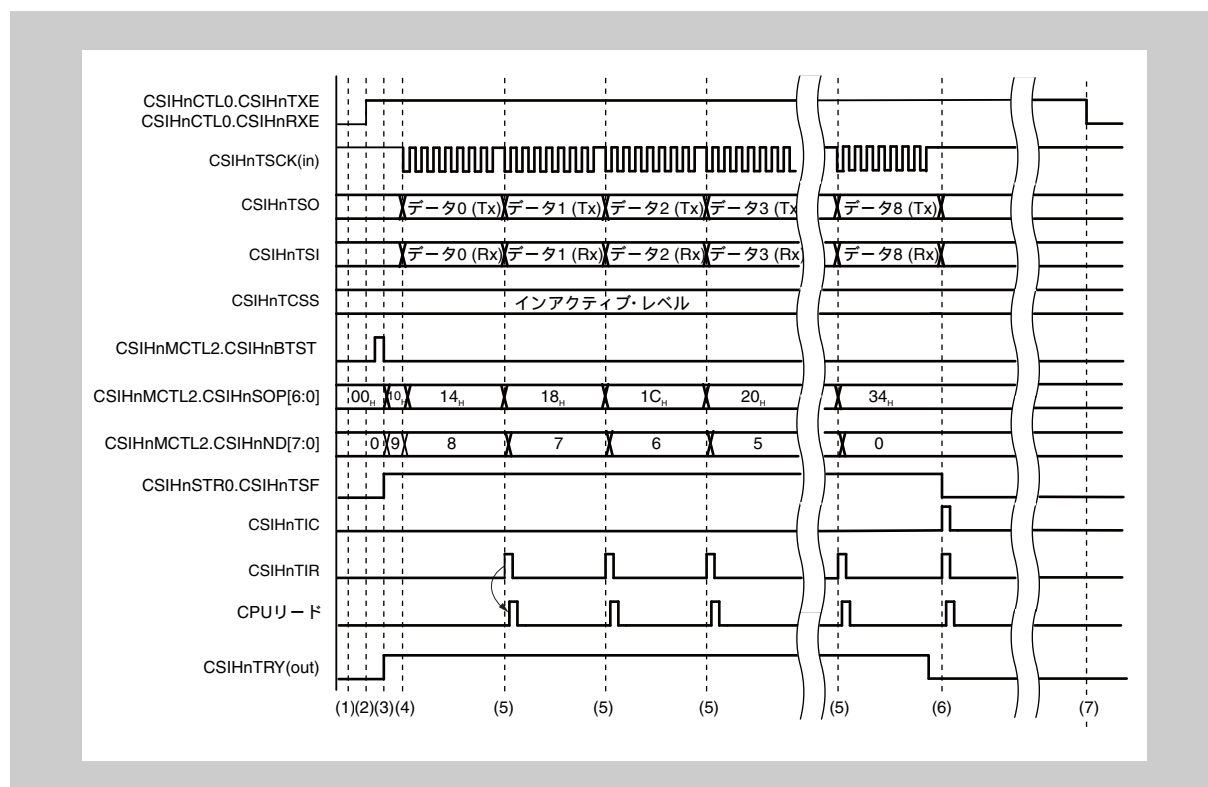 CSIHnCTL0.CSIHnTXE
CSIHnCTL0.CSIHnRXE
CSIHnTSCK(in)
CSIHnTSO データ0 (Tx) データ1 (Tx) データ2 (Tx) データ3 (Tx データ8 (Tx)
CSIHnTSI データ0 (Rx) データ1 (Rx) データ2 (Rx) データ3 (Rx) データ8 (Rx)
CSIHnTCSS インアクティブ・レベル
CSIHnMCTL2.CSIHnBTST
CSIHnMCTL2.CSIHnSOP[6:0] 00H 10H 14H 18H 1CH 20H 34H
CSIHnMCTL2.CSIHnND[7:0] 0 9 8 7 6 5 0
CSIHnSTR0.CSIHnTSF
CSIHnTIC
CSIHnTIR
CPUリード
CSIHnTRY(out)
(1)(2)(3)(4) (5) (5) (5) (5) (6) (7)